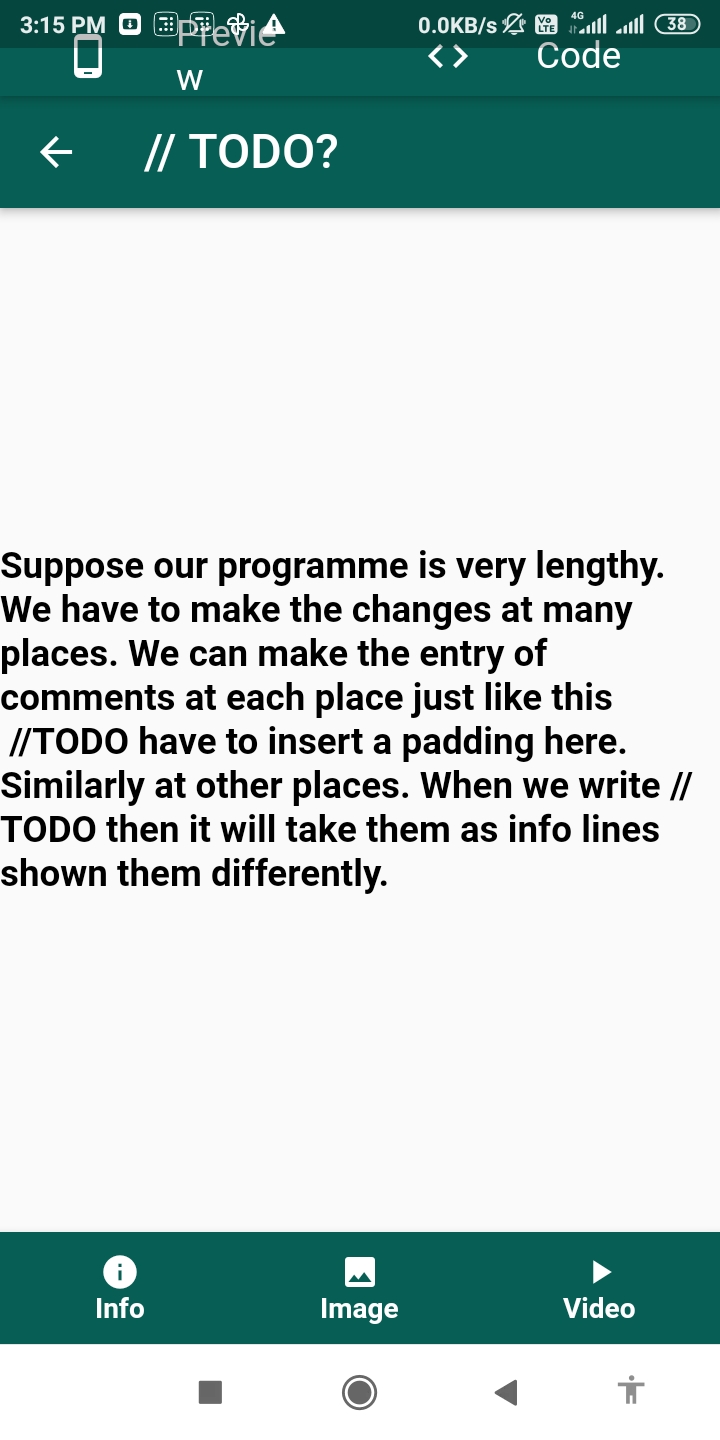 3:15 PM 0.0KB/s Vo LTE 4G 38
Previe
w
Code
// TODO?
Suppose our programme is very lengthy.
We have to make the changes at many
places. We can make the entry of
comments at each place just like this
//TODO have to insert a padding here.
Similarly at other places. When we write //
TODO then it will take them as info lines
shown them differently.
Info Image Video